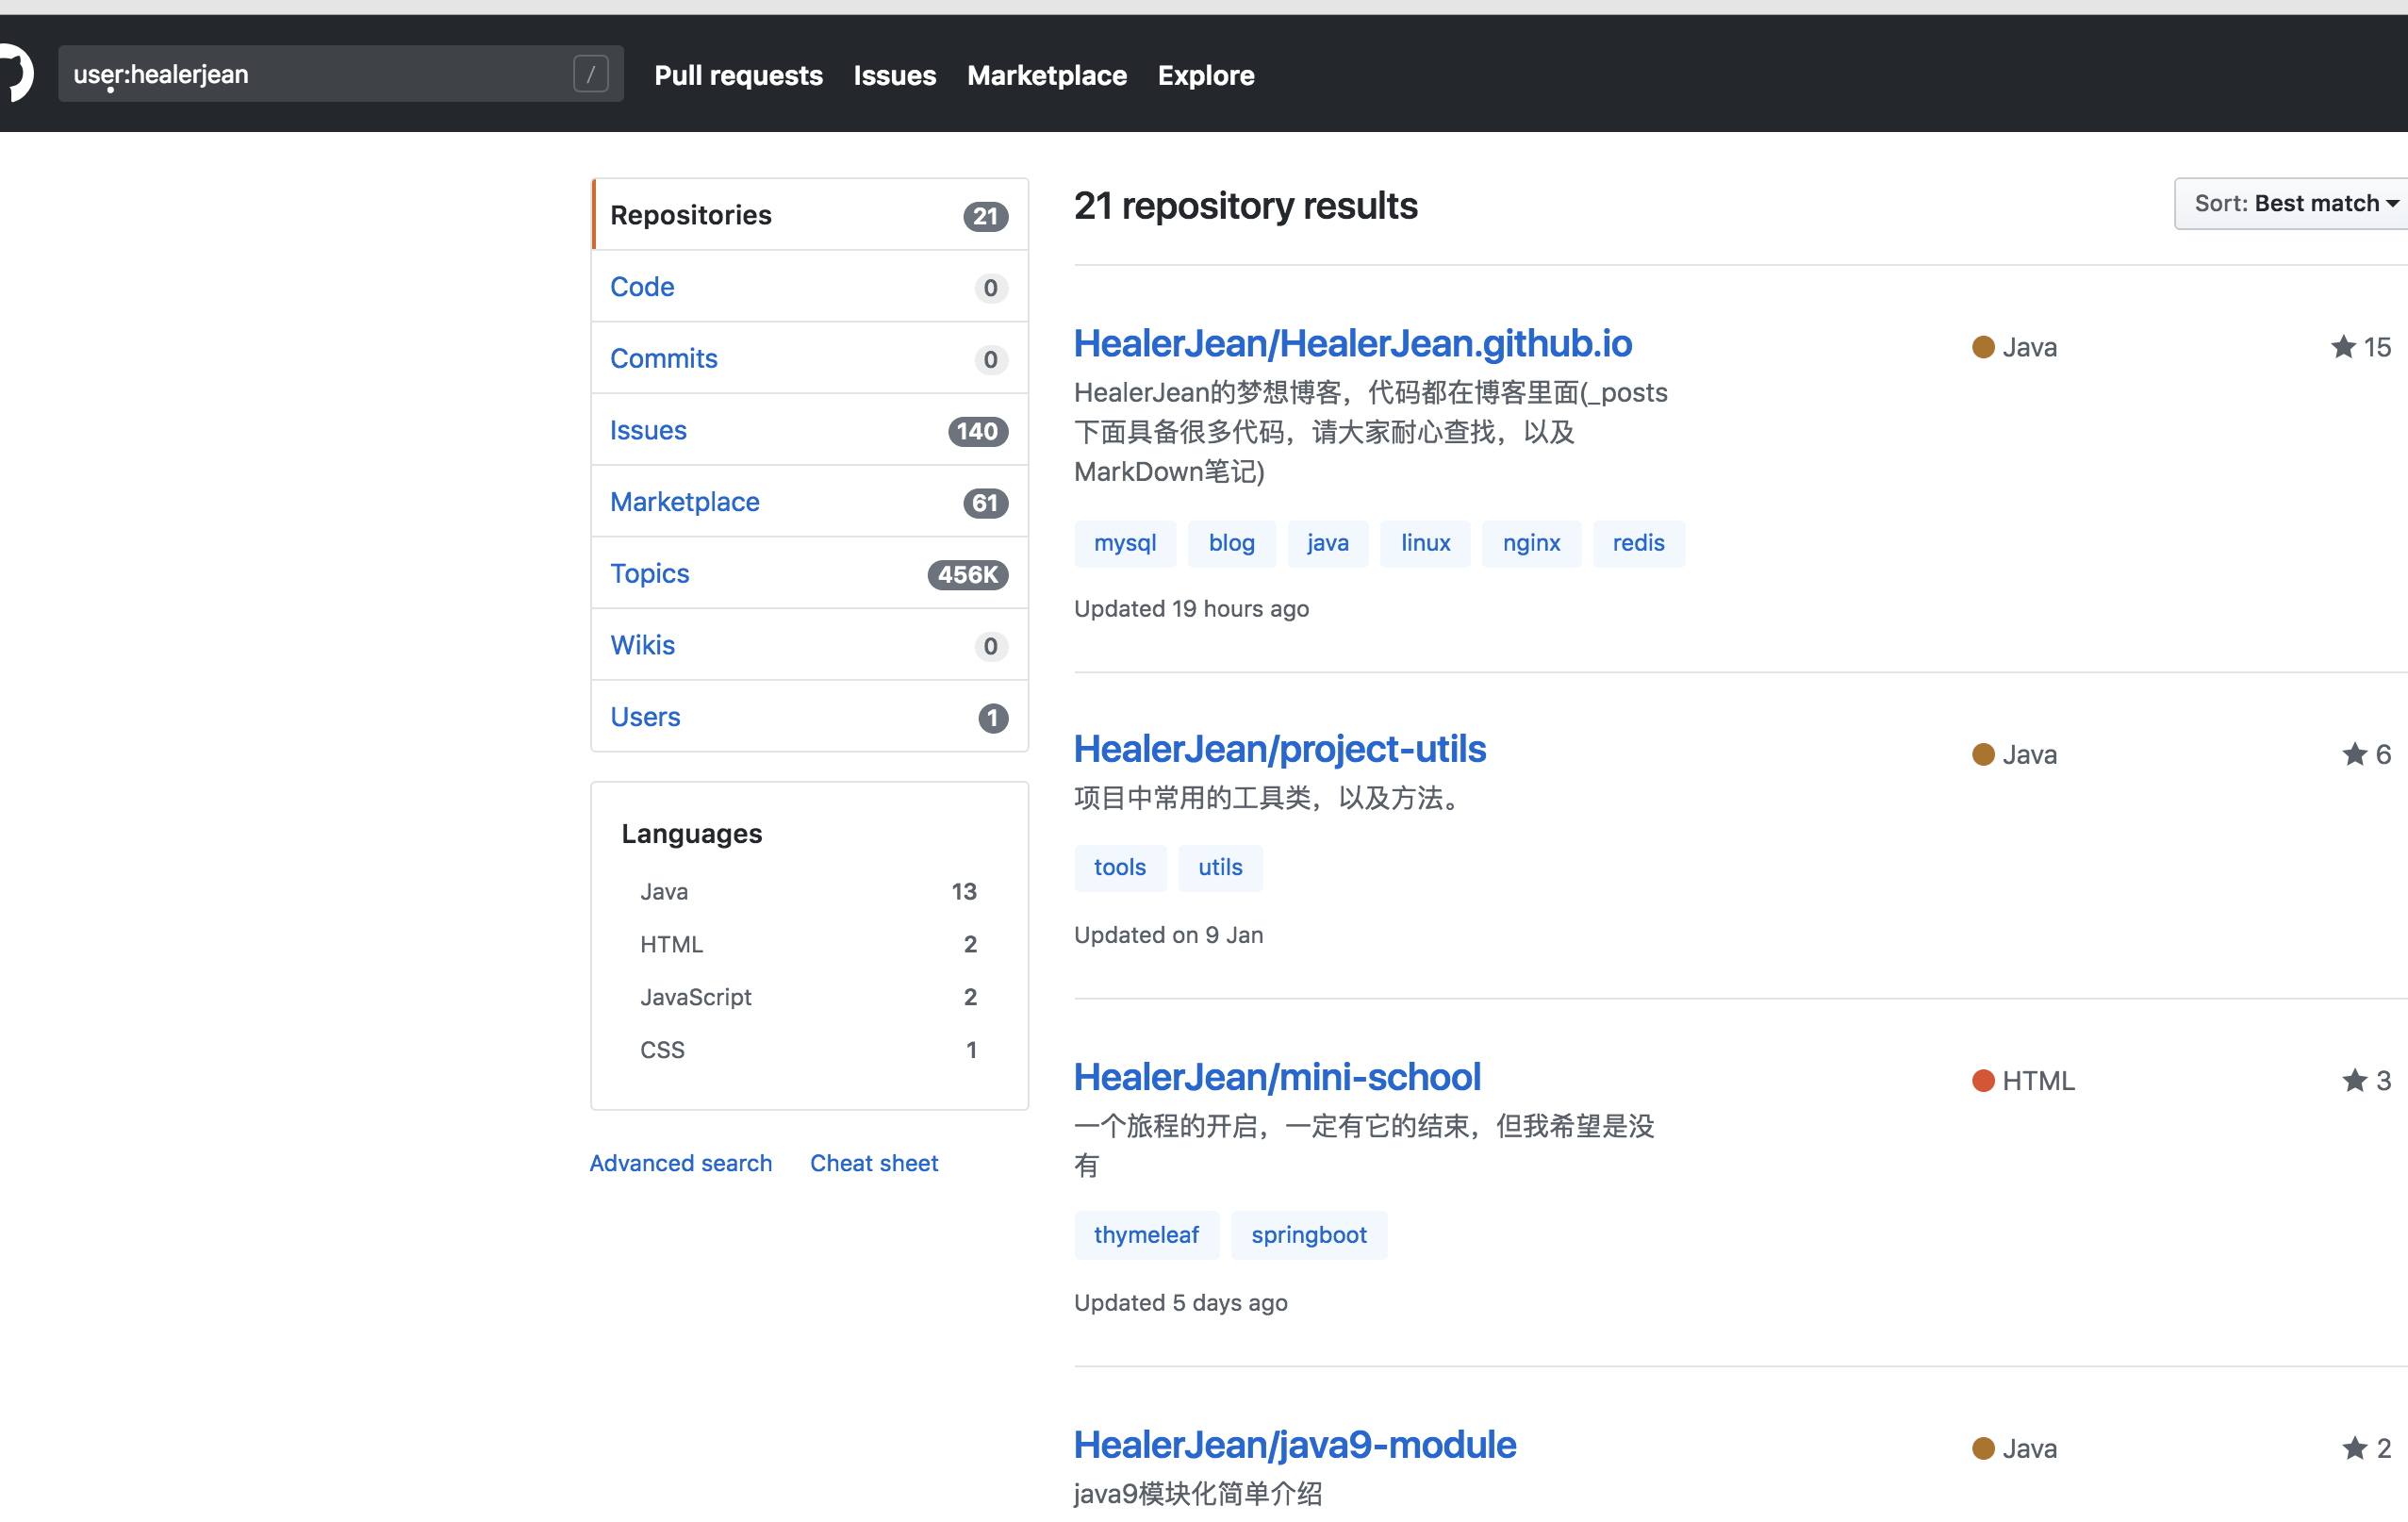 user:healerjean /
Pull requests Issues Marketplace Explore
Repositories 21
Code 0
Commits 0
Issues 140
Marketplace 61
Topics 456K
Wikis 0
Users 1
Languages
Java 13
HTML 2
JavaScript 2
CSS 1
Advanced search Cheat sheet
21 repository results
Sort: Best match
HealerJean/HealerJean.github.io
Java
15
HealerJean的梦想博客，代码都在博客里面(_posts
下面具备很多代码，请大家耐心查找，以及
MarkDown笔记)
mysql blog java linux nginx redis
Updated 19 hours ago
HealerJean/project-utils
Java
6
项目中常用的工具类，以及方法。
tools utils
Updated on 9 Jan
HealerJean/mini-school
HTML
3
一个旅程的开启，一定有它的结束，但我希望是没
有
thymeleaf springboot
Updated 5 days ago
HealerJean/java9-module
Java
2
java9模块化简单介绍